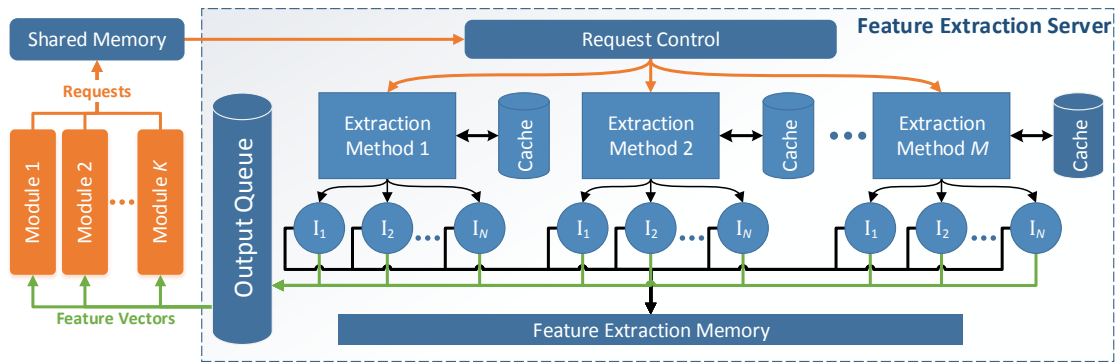 Feature Extraction Server
Shared Memory
Request Control
Requests
Module 1
Module 2
Module K
Feature Vectors
Output Queue
Extraction
Method 1
Cache
Extraction
Method 2
Cache
Extraction
Method M
Cache
I1
I2
IN
I1
I2
IN
I1
I2
IN
Feature Extraction Memory